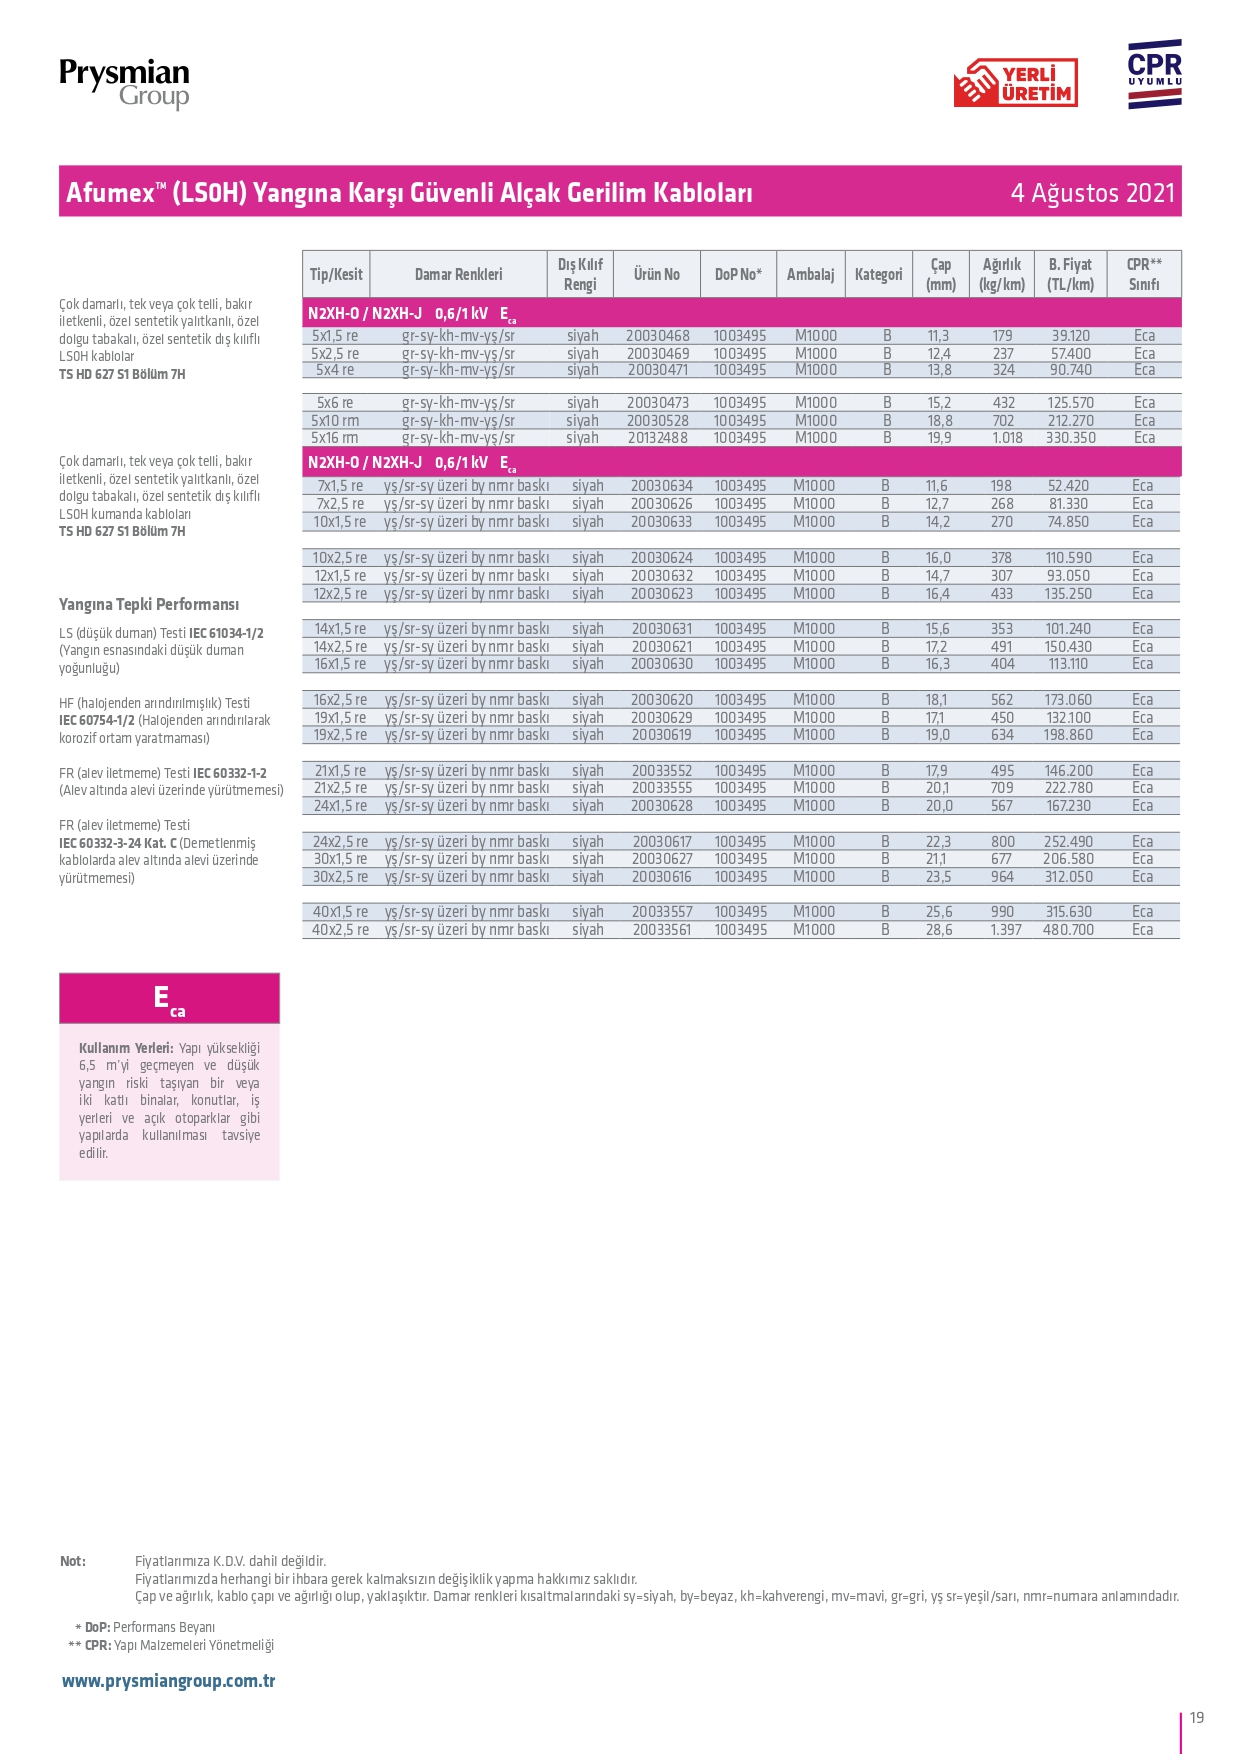 Prysmian
Group
YERLİ
ÜRETİM
CPR
UYUMLU
Afumex™ (LS0H) Yangına Karşı Güvenli Alçak Gerilim Kabloları 4 Ağustos 2021
Tip/Kesit Damar Renkleri Dış Kılıf Rengi Ürün No DoP No* Ambalaj Kategori Çap (mm) Ağırlık (kg/km) B. Fiyat (TL/km) CPR** Sınıfı
Çok damarlı, tek veya çok telli, bakır
iletkenli, özel sentetik yalıtkanlı, özel
dolgu tabakalı, özel sentetik dış kılıflı
LS0H kablolar
TS HD 627 S1 Bölüm 7H
N2XH-O / N2XH-J 0,6/1 kV Eca
5x1,5 re gr-sy-kh-mv-yş/sr siyah 20030468 1003495 M1000 B 11,3 179 39.120 Eca
5x2,5 re gr-sy-kh-mv-yş/sr siyah 20030469 1003495 M1000 B 12,4 237 57.400 Eca
5x4 re gr-sy-kh-mv-yş/sr siyah 20030471 1003495 M1000 B 13,8 324 90.740 Eca
5x6 re gr-sy-kh-mv-yş/sr siyah 20030473 1003495 M1000 B 15,2 432 125.570 Eca
5x10 rm gr-sy-kh-mv-yş/sr siyah 20030528 1003495 M1000 B 18,8 702 212.270 Eca
5x16 rm gr-sy-kh-mv-yş/sr siyah 20132488 1003495 M1000 B 19,9 1.018 330.350 Eca
Çok damarlı, tek veya çok telli, bakır
iletkenli, özel sentetik yalıtkanlı, özel
dolgu tabakalı, özel sentetik dış kılıflı
LS0H kumanda kabloları
TS HD 627 S1 Bölüm 7H
N2XH-O / N2XH-J 0,6/1 kV Eca
7x1,5 re yş/sr-sy üzeri by nmr baskı siyah 20030634 1003495 M1000 B 11,6 198 52.420 Eca
7x2,5 re yş/sr-sy üzeri by nmr baskı siyah 20030626 1003495 M1000 B 12,7 268 81.330 Eca
10x1,5 re yş/sr-sy üzeri by nmr baskı siyah 20030633 1003495 M1000 B 14,2 270 74.850 Eca
10x2,5 re yş/sr-sy üzeri by nmr baskı siyah 20030624 1003495 M1000 B 16,0 378 110.590 Eca
12x1,5 re yş/sr-sy üzeri by nmr baskı siyah 20030632 1003495 M1000 B 14,7 307 93.050 Eca
12x2,5 re yş/sr-sy üzeri by nmr baskı siyah 20030623 1003495 M1000 B 16,4 433 135.250 Eca
14x1,5 re yş/sr-sy üzeri by nmr baskı siyah 20030631 1003495 M1000 B 15,6 353 101.240 Eca
14x2,5 re yş/sr-sy üzeri by nmr baskı siyah 20030621 1003495 M1000 B 17,2 491 150.430 Eca
16x1,5 re yş/sr-sy üzeri by nmr baskı siyah 20030630 1003495 M1000 B 16,3 404 113.110 Eca
16x2,5 re yş/sr-sy üzeri by nmr baskı siyah 20030620 1003495 M1000 B 18,1 562 173.060 Eca
19x1,5 re yş/sr-sy üzeri by nmr baskı siyah 20030629 1003495 M1000 B 17,1 450 132.100 Eca
19x2,5 re yş/sr-sy üzeri by nmr baskı siyah 20030619 1003495 M1000 B 19,0 634 198.860 Eca
21x1,5 re yş/sr-sy üzeri by nmr baskı siyah 20033552 1003495 M1000 B 17,9 495 146.200 Eca
21x2,5 re yş/sr-sy üzeri by nmr baskı siyah 20033555 1003495 M1000 B 20,1 709 222.780 Eca
24x1,5 re yş/sr-sy üzeri by nmr baskı siyah 20030628 1003495 M1000 B 20,0 567 167.230 Eca
24x2,5 re yş/sr-sy üzeri by nmr baskı siyah 20030617 1003495 M1000 B 22,3 800 252.490 Eca
30x1,5 re yş/sr-sy üzeri by nmr baskı siyah 20030627 1003495 M1000 B 21,1 677 206.580 Eca
30x2,5 re yş/sr-sy üzeri by nmr baskı siyah 20030616 1003495 M1000 B 23,5 964 312.050 Eca
40x1,5 re yş/sr-sy üzeri by nmr baskı siyah 20033557 1003495 M1000 B 25,6 990 315.630 Eca
40x2,5 re yş/sr-sy üzeri by nmr baskı siyah 20033561 1003495 M1000 B 28,6 1.397 480.700 Eca
Yangına Tepki Performansı
LS (düşük duman) Testi IEC 61034-1/2
(Yangın esnasındaki düşük duman
yoğunluğu)
HF (halojenden arındırılmışlık) Testi
IEC 60754-1/2 (Halojenden arındırılarak
korozif ortam yaratmaması)
FR (alev iletmeme) Testi IEC 60332-1-2
(Alev altında alevi üzerinde yürütmemesi)
FR (alev iletmeme) Testi
IEC 60332-3-24 Kat. C (Demetlenmiş
kablolarda alev altında alevi üzerinde
yürütmemesi)
Eca
Kullanım Yerleri: Yapı yüksekliği
6,5 m'yi geçmeyen ve düşük
yangın riski taşıyan bir veya
iki katlı binalar, konutlar, iş
yerleri ve açık otoparklar gibi
yapılarda kullanılması tavsiye
edilir.
Not: Fiyatlarımıza K.D.V. dahil değildir.
Fiyatlarımızda herhangi bir ihbara gerek kalmaksızın değişiklik yapma hakkımız saklıdır.
Çap ve ağırlık, kablo çapı ve ağırlığı olup, yaklaşıktır. Damar renkleri kısaltmalarındaki sy=siyah, by=beyaz, kh=kahverengi, mv=mavi, gr=gri, yş sr=yeşil/sarı, nmr=numara anlamındadır.
* DoP: Performans Beyanı
** CPR: Yapı Malzemeleri Yönetmeliği
www.prysmiangroup.com.tr
19